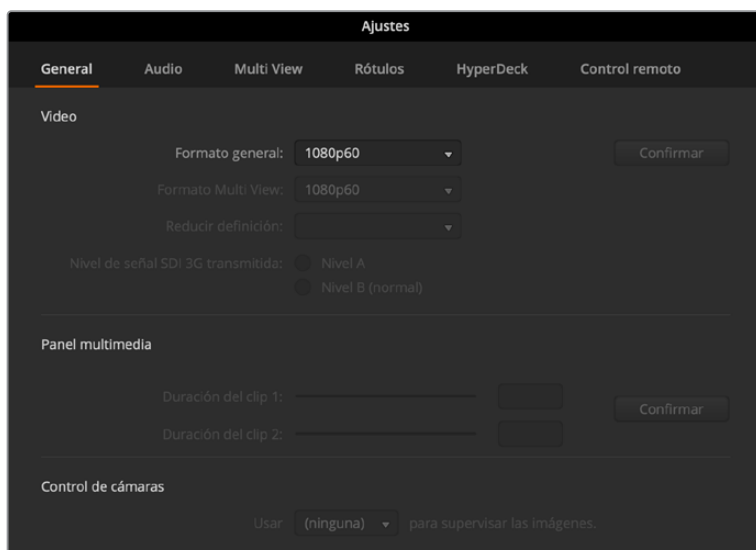 Ajustes
General Audio Multi View Rótulos HyperDeck Control remoto
Video
Formato general: 1080p60 Confirmar
Formato Multi View: 1080p60
Reducir definición:
Nivel de señal SDI 3G transmitida: Nivel A
Nivel B (normal)
Panel multimedia
Duración del clip 1:
Confirmar
Duración del clip 2:
Control de cámaras
Usar (ninguna) para supervisar las imágenes.